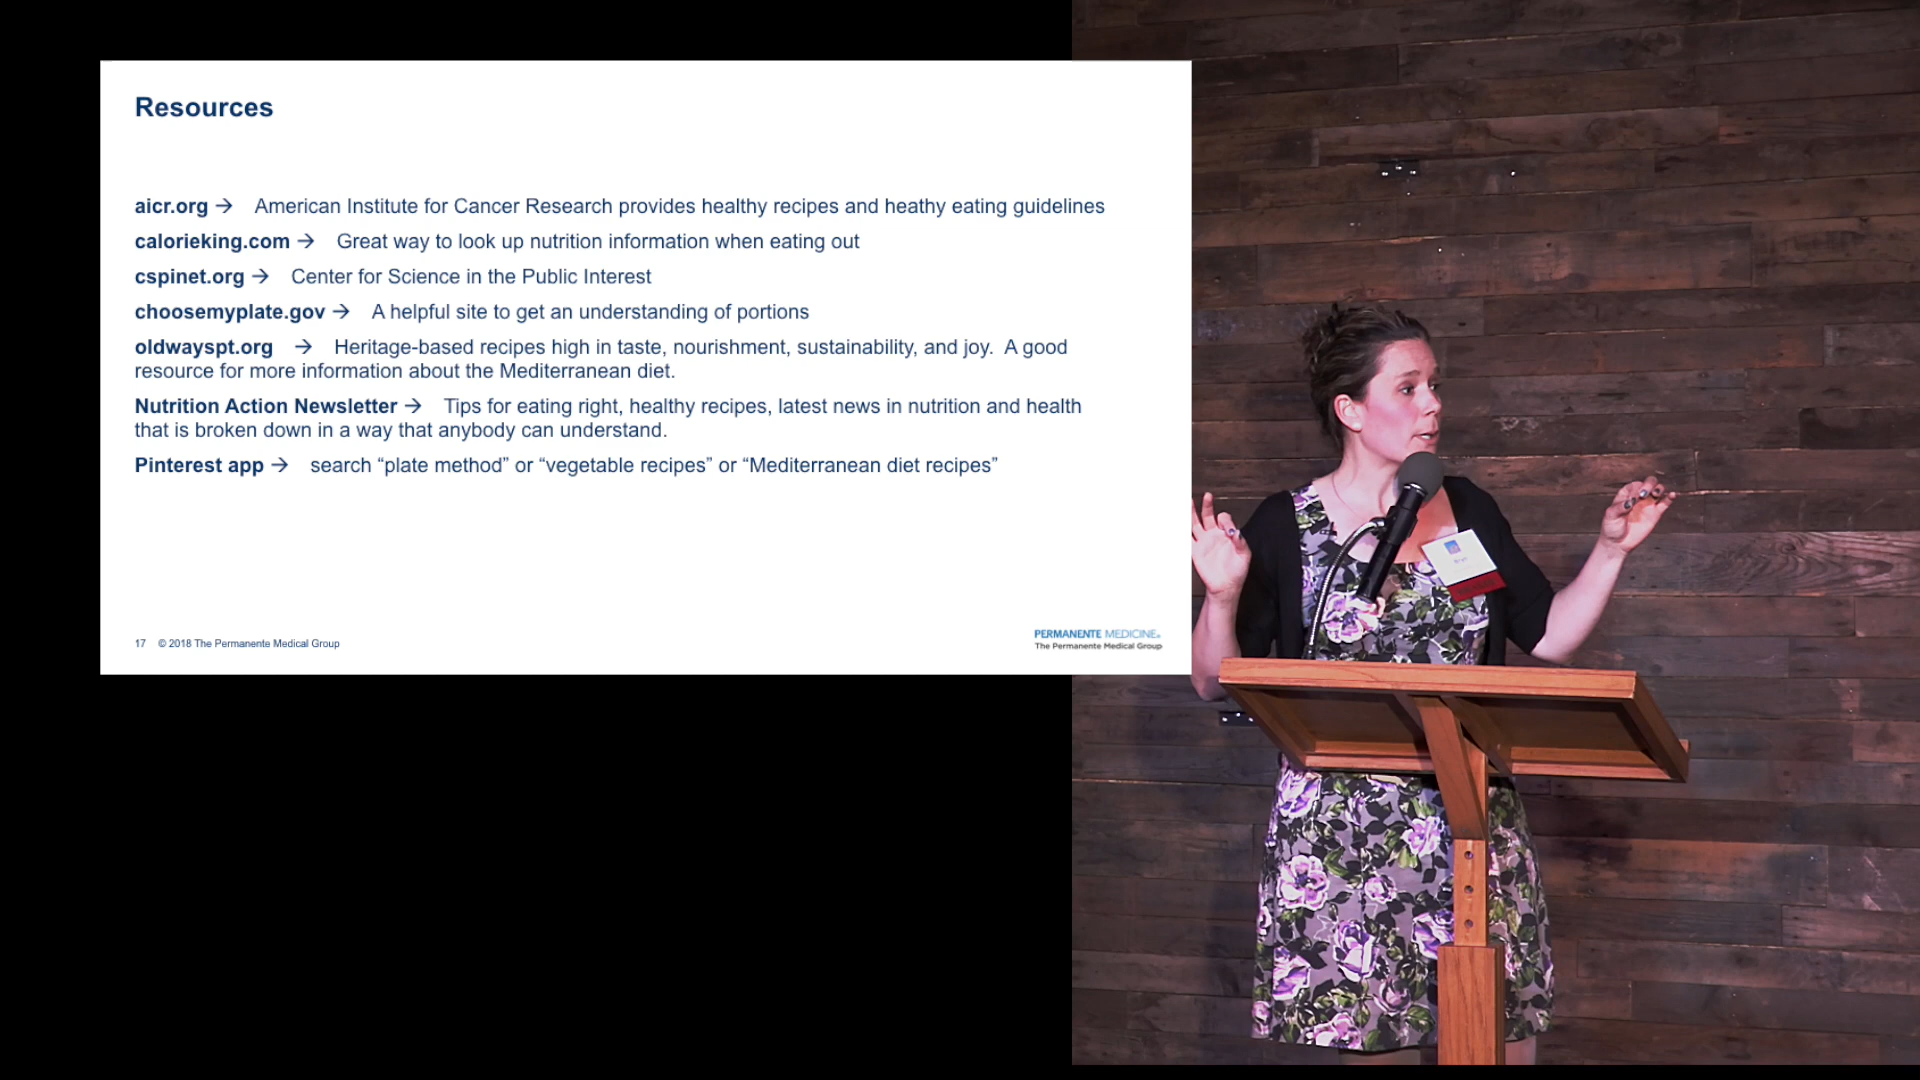 Resources
aicr.org → American Institute for Cancer Research provides healthy recipes and heathy eating guidelines
calorieking.com → Great way to look up nutrition information when eating out
cspinet.org → Center for Science in the Public Interest
choosemyplate.gov → A helpful site to get an understanding of portions
oldwayspt.org → Heritage-based recipes high in taste, nourishment, sustainability, and joy. A good
resource for more information about the Mediterranean diet.
Nutrition Action Newsletter → Tips for eating right, healthy recipes, latest news in nutrition and health
that is broken down in a way that anybody can understand.
Pinterest app → search “plate method” or “vegetable recipes” or “Mediterranean diet recipes”
17 © 2018 The Permanente Medical Group
PERMANENTE MEDICINE®
The Permanente Medical Group